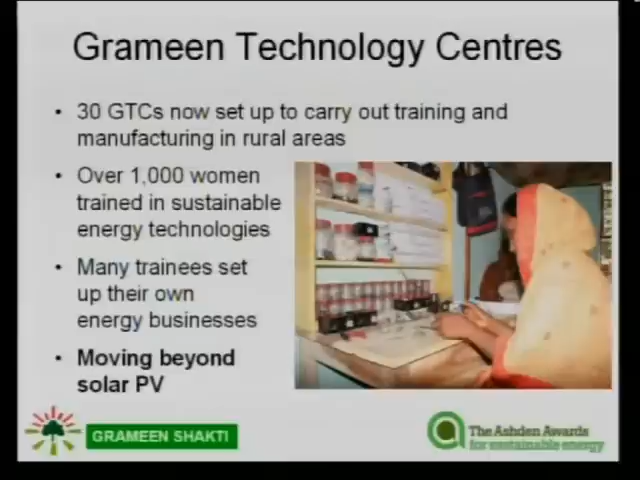 Grameen Technology Centres
• 30 GTCs now set up to carry out training and
manufacturing in rural areas
• Over 1,000 women
trained in sustainable
energy technologies
• Many trainees set
up their own
energy businesses
• Moving beyond
solar PV
GRAMEEN SHAKTI
The Ashden Awards
for sustainable energy